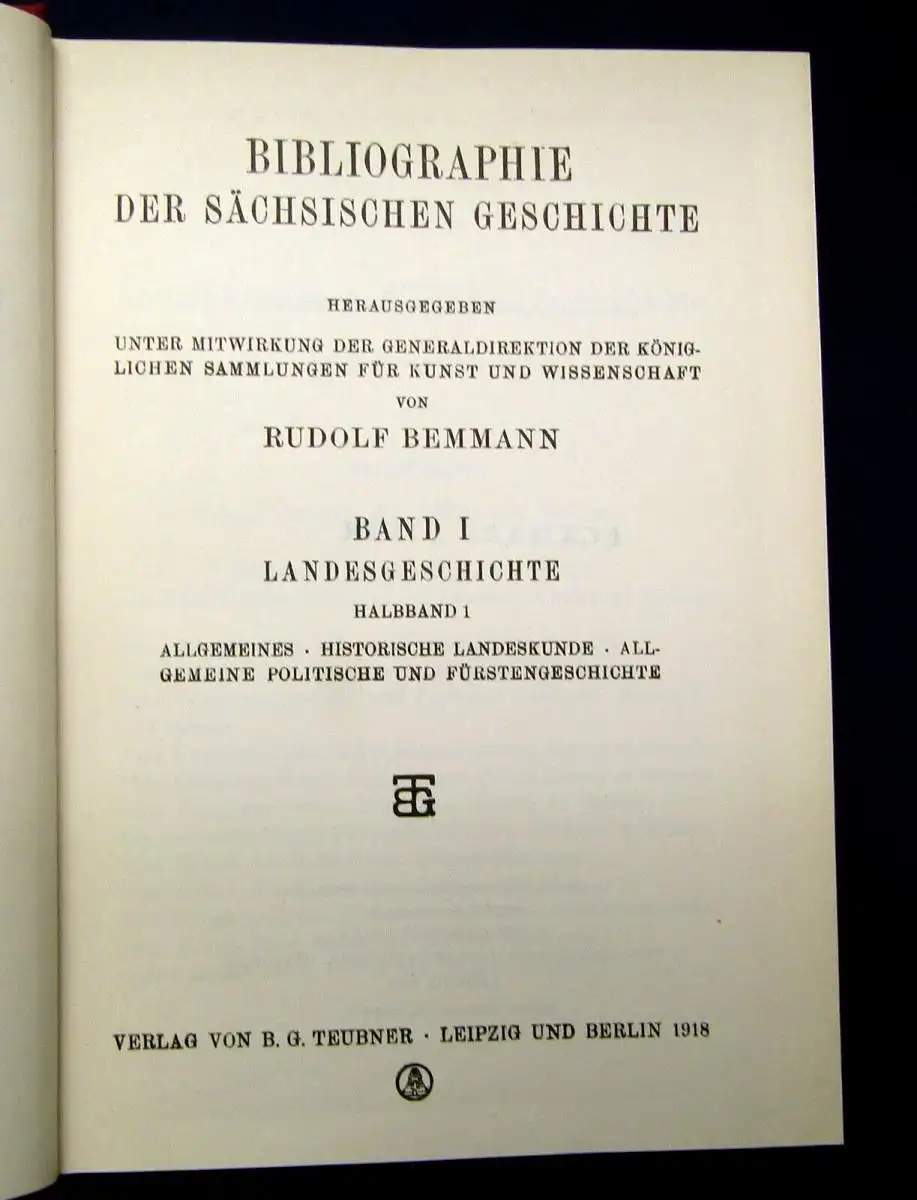 BIBLIOGRAPHIE
DER SÄCHSISCHEN GESCHICHTE
HERAUSGEGEBEN
UNTER MITWIRKUNG DER GENERALDIREKTION DER KÖNIG-
LICHEN SAMMLUNGEN FÜR KUNST UND WISSENSCHAFT
VON
RUDOLF BEMMANN
BAND I
LANDESGESCHICHTE
HALBBAND 1
ALLGEMEINES · HISTORISCHE LANDESKUNDE · ALL-
GEMEINE POLITISCHE UND FÜRSTENGESCHICHTE
BTG
VERLAG VON B. G. TEUBNER · LEIPZIG UND BERLIN 1918